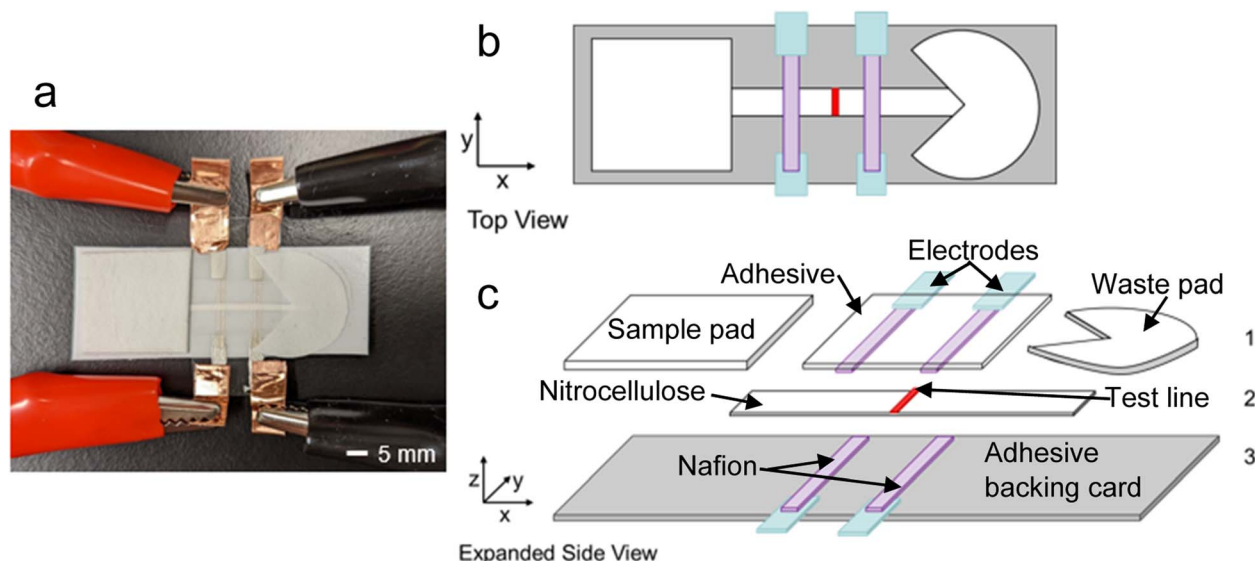 a
5 mm
b
y
x
Top View
c
Adhesive
Electrodes
Waste pad
Sample pad
1
Nitrocellulose
Test line
2
Nafion
Adhesive
backing card
3
z
y
x
Expanded Side View